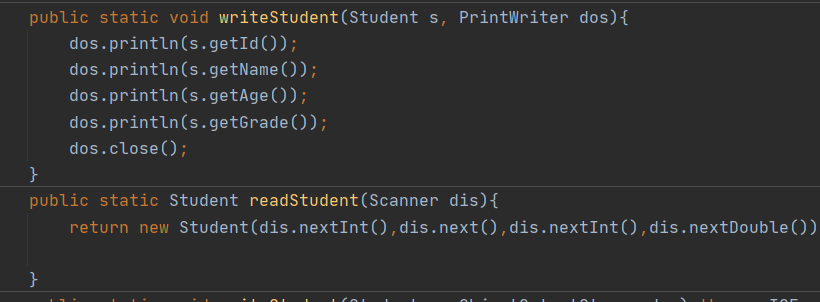 public static void writeStudent(Student s, PrintWriter dos){
dos.println(s.getId());
dos.println(s.getName());
dos.println(s.getAge());
dos.println(s.getGrade());
dos.close();
}
public static Student readStudent(Scanner dis){
return new Student(dis.nextInt(),dis.next(),dis.nextInt(),dis.nextDouble())
}